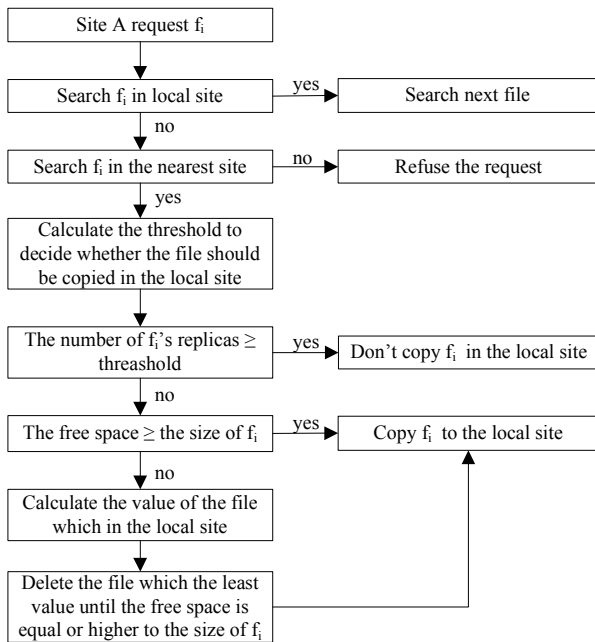 Site A request fᵢ
Search fᵢ in local site
yes
Search next file
no
Search fᵢ in the nearest site
no
Refuse the request
yes
Calculate the threshold to
decide whether the file should
be copied in the local site
The number of fᵢ's replicas ≥
threashold
yes
Don't copy fᵢ in the local site
no
The free space ≥ the size of fᵢ
yes
Copy fᵢ to the local site
no
Calculate the value of the file
which in the local site
Delete the file which the least
value until the free space is
equal or higher to the size of fᵢ